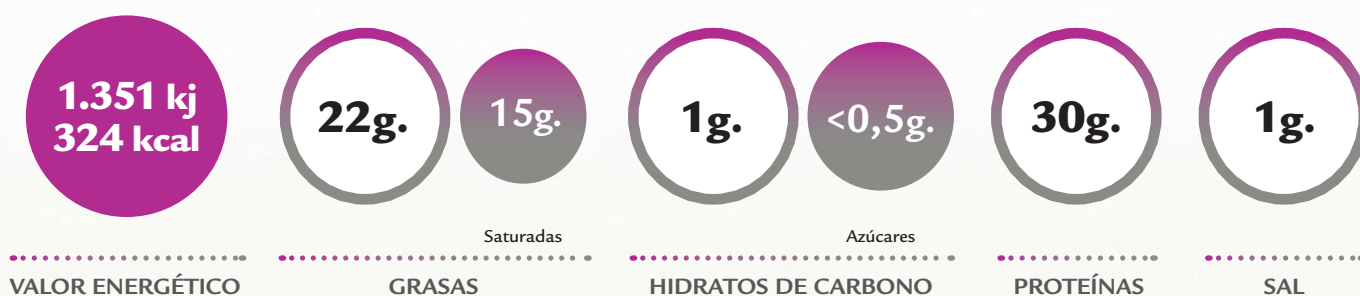 1.351 kj
324 kcal
22g.
15g.
1g.
<0,5g.
30g.
1g.
Saturadas
Azúcares
VALOR ENERGÉTICO
GRASAS
HIDRATOS DE CARBONO
PROTEÍNAS
SAL